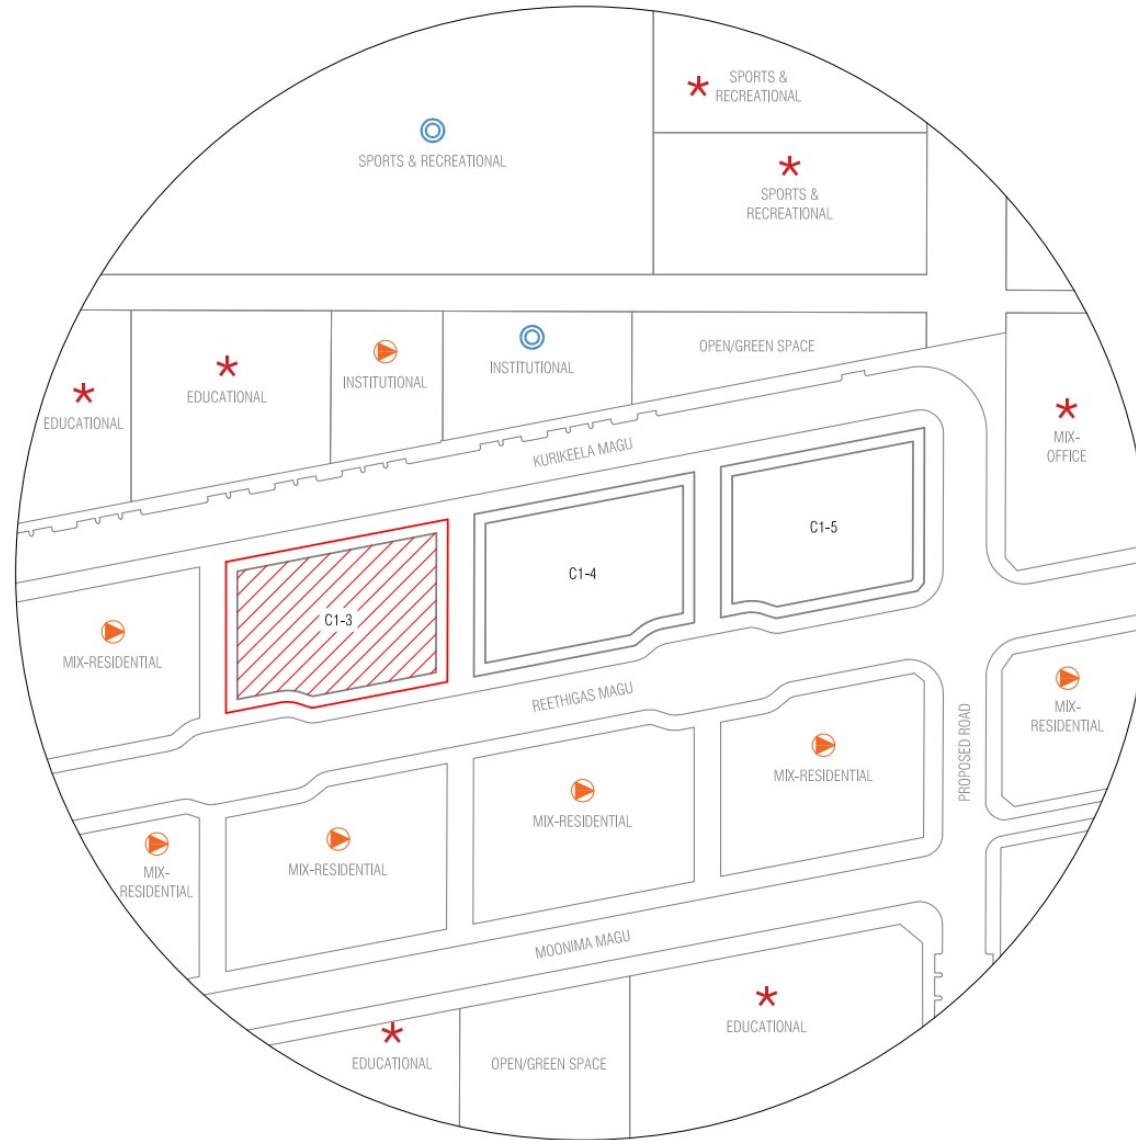 SPORTS &
RECREATIONAL
SPORTS & RECREATIONAL
SPORTS &
RECREATIONAL
OPEN/GREEN SPACE
INSTITUTIONAL
INSTITUTIONAL
EDUCATIONAL
EDUCATIONAL
MIX-
OFFICE
KURIKEELA MAGU
C1-5
C1-4
C1-3
MIX-RESIDENTIAL
REETHIGAS MAGU
MIX-
RESIDENTIAL
PROPOSED ROAD
MIX-RESIDENTIAL
MIX-RESIDENTIAL
MIX-RESIDENTIAL
MIX-
RESIDENTIAL
MOONIMA MAGU
EDUCATIONAL
EDUCATIONAL
OPEN/GREEN SPACE